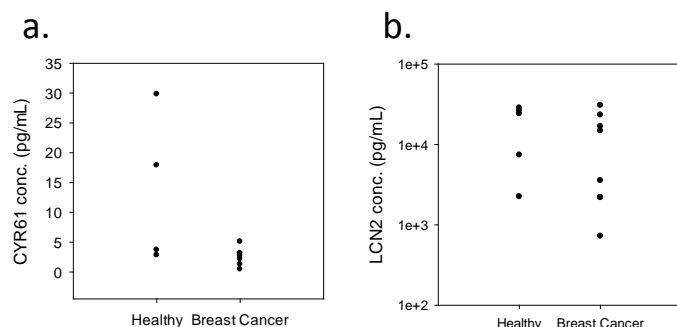 a.
CYR61 conc. (pg/mL)
35
30
25
20
15
10
5
0
Healthy Breast Cancer
b.
LCN2 conc. (pg/mL)
1e+5
1e+4
1e+3
1e+2
Healthy Breast Cancer